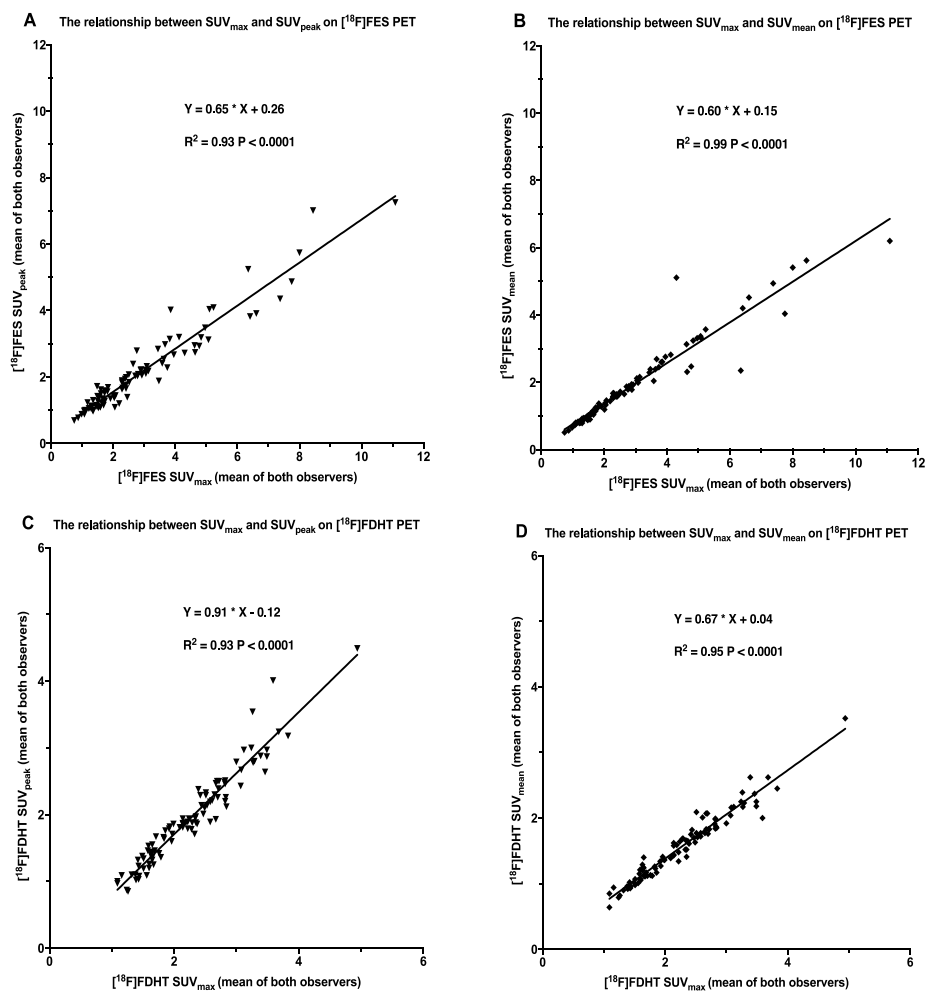 A The relationship between SUVmax and SUVpeak on [¹⁸F]FES PET
12
10
8
6
4
2
0
[¹⁸F]FES SUVpeak (mean of both observers)
Y = 0.65 * X + 0.26
R² = 0.93 P < 0.0001
0 2 4 6 8 10 12
[¹⁸F]FES SUVmax (mean of both observers)
B The relationship between SUVmax and SUVmean on [¹⁸F]FES PET
12
10
8
6
4
2
0
[¹⁸F]FES SUVmean (mean of both observers)
Y = 0.60 * X + 0.15
R² = 0.99 P < 0.0001
0 2 4 6 8 10 12
[¹⁸F]FES SUVmax (mean of both observers)
C The relationship between SUVmax and SUVpeak on [¹⁸F]FDHT PET
6
4
2
0
[¹⁸F]FDHT SUVpeak (mean of both observers)
Y = 0.91 * X - 0.12
R² = 0.93 P < 0.0001
0 2 4 6
[¹⁸F]FDHT SUVmax (mean of both observers)
D The relationship between SUVmax and SUVmean on [¹⁸F]FDHT PET
6
4
2
0
[¹⁸F]FDHT SUVmean (mean of both observers)
Y = 0.67 * X + 0.04
R² = 0.95 P < 0.0001
0 2 4 6
[¹⁸F]FDHT SUVmax (mean of both observers)